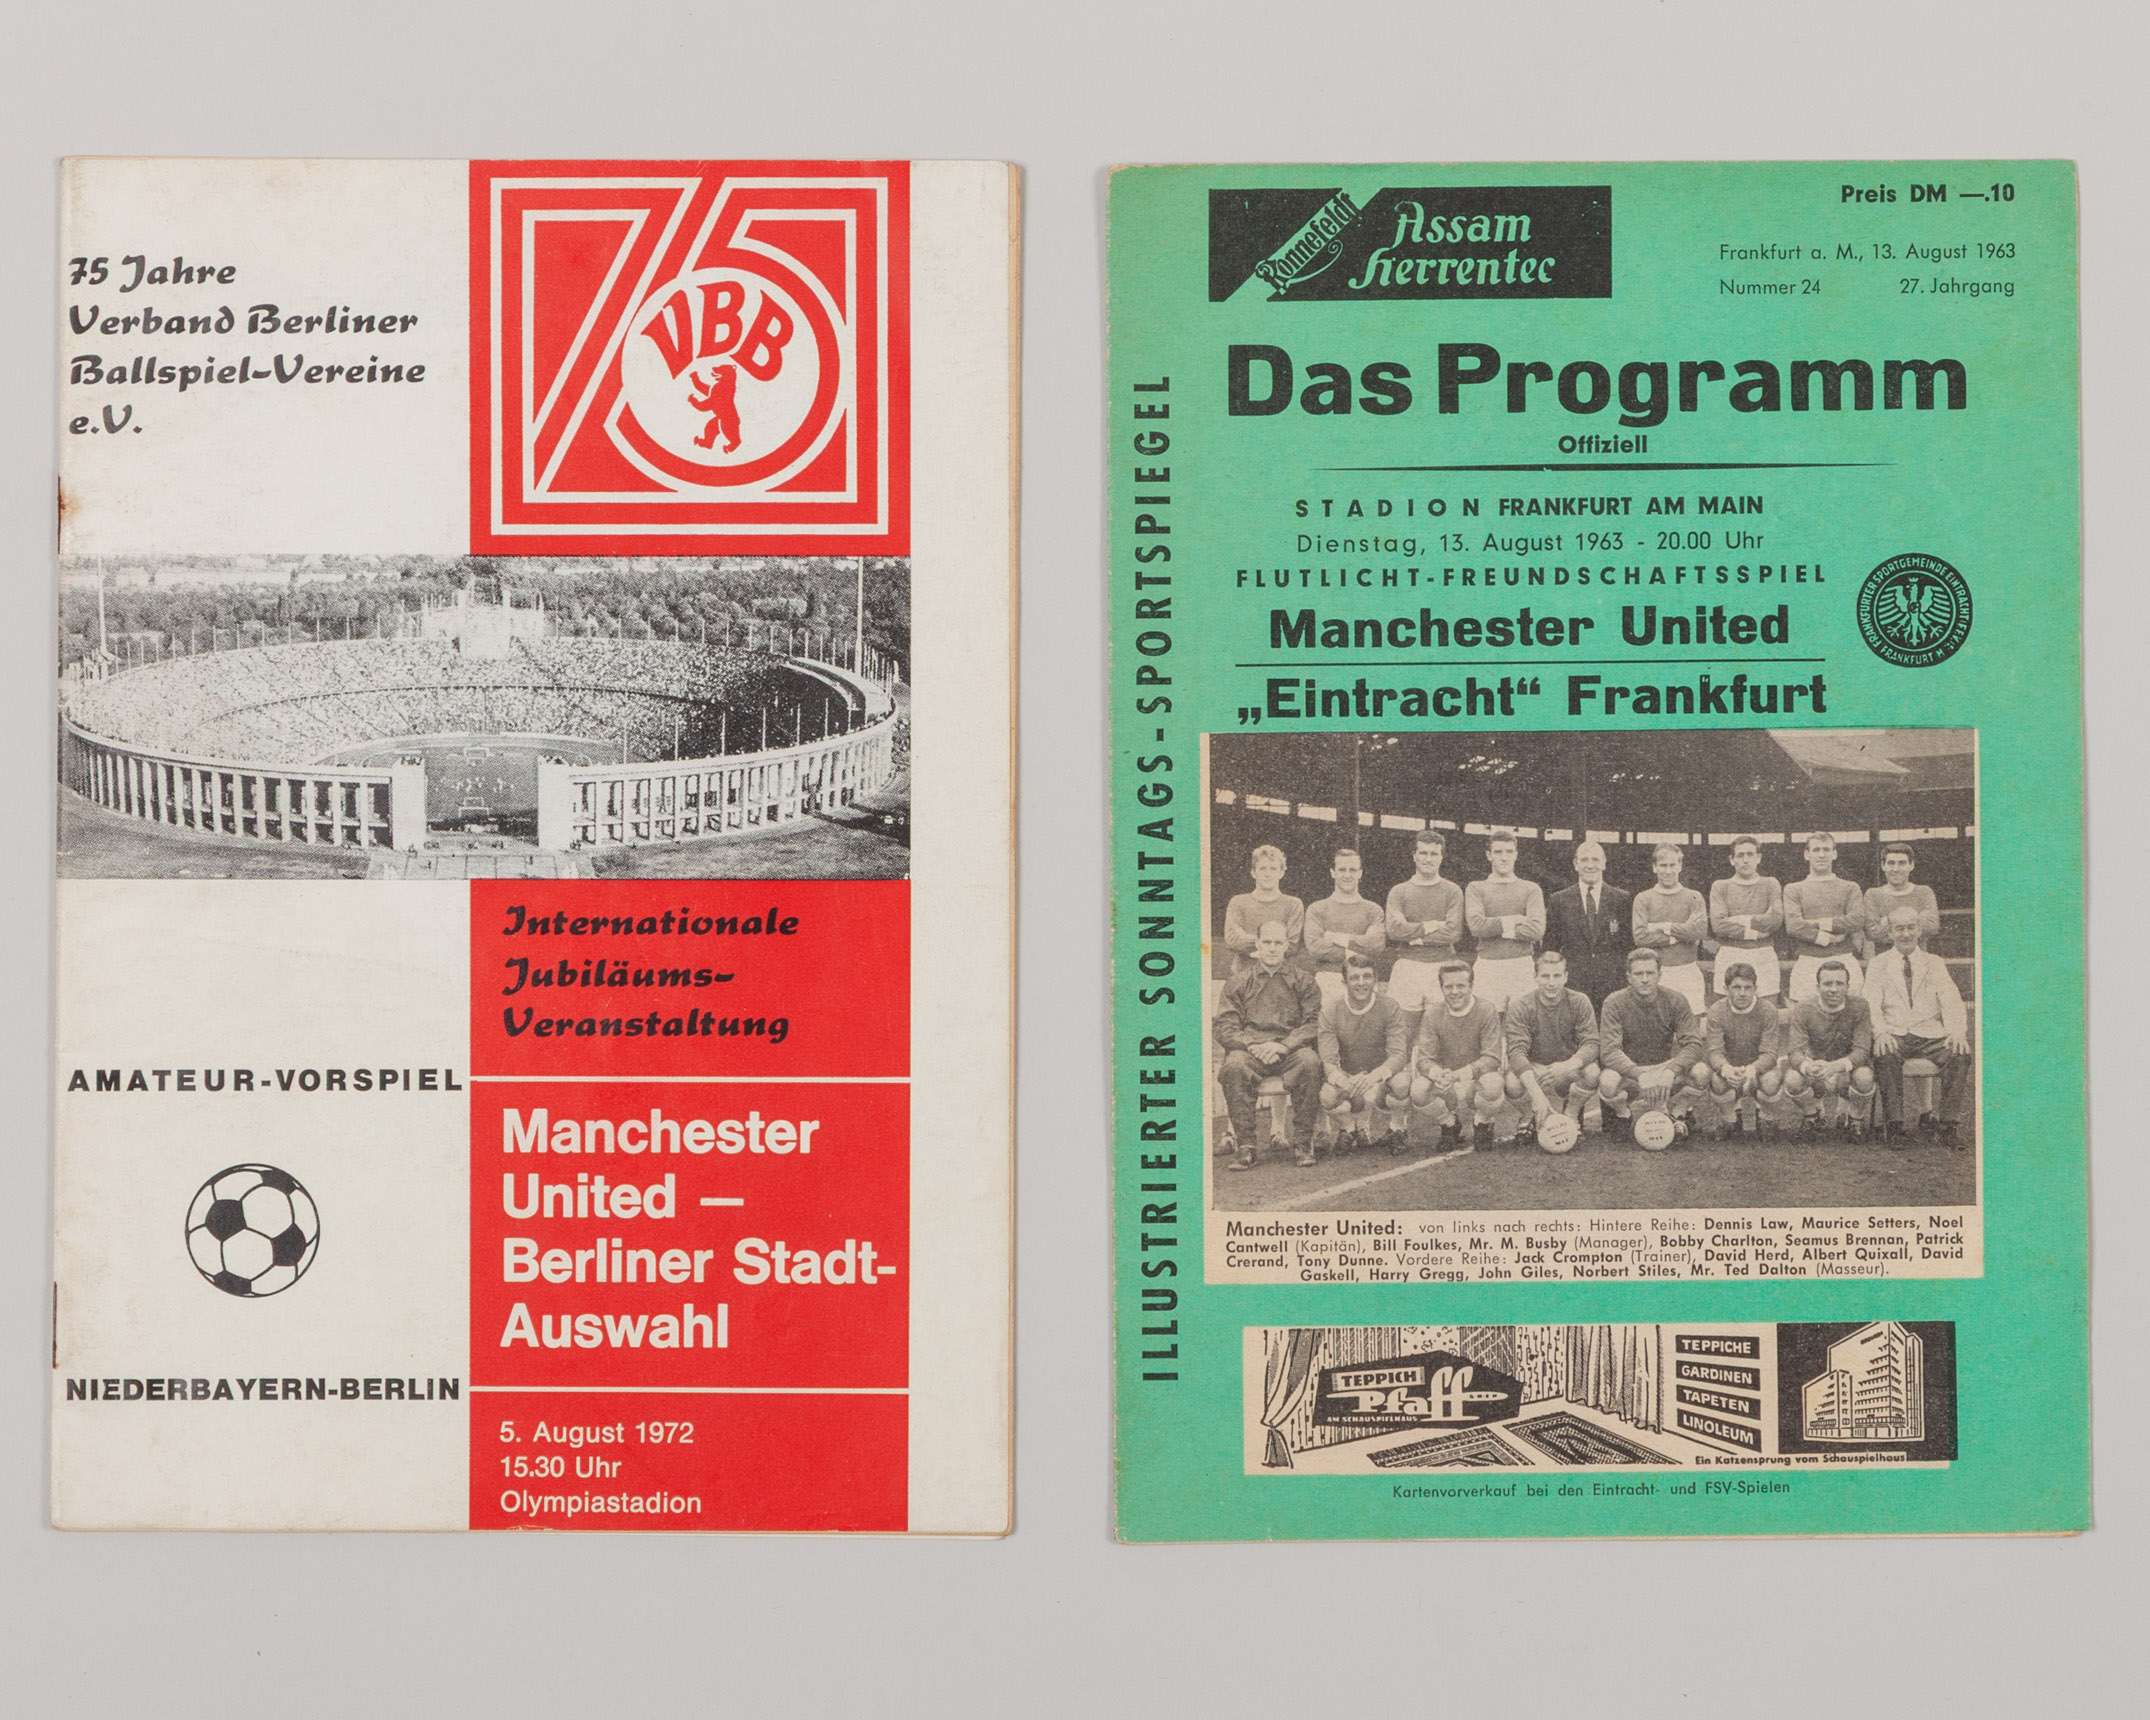 75 Jahre
Verband Berliner
Ballspiel-Vereine
e.V.
75
VBB
Internationale
Jubiläums-
Veranstaltung
AMATEUR-VORSPIEL
NIEDERBAYERN-BERLIN
Manchester
United —
Berliner Stadt-
Auswahl
5. August 1972
15.30 Uhr
Olympiastadion
Ronnefeldt
Assam
Herrentee
Preis DM —.10
Frankfurt a. M., 13. August 1963
Nummer 24 27. Jahrgang
ILLUSTRIERTER SONNTAGS-SPORTSPIEGEL
Das Programm
Offiziell
STADION FRANKFURT AM MAIN
Dienstag, 13. August 1963 - 20.00 Uhr
FLUTLICHT-FREUNDSCHAFTSSPIEL
Manchester United
„Eintracht“ Frankfurt
FRANKFURTER SPORTGEMEINDE EINTRACHT E.V.
FRANKFURT M
Manchester United: von links nach rechts: Hintere Reihe: Dennis Law, Maurice Setters, Noel
Cantwell (Kapitän), Bill Foulkes, Mr. M. Busby (Manager), Bobby Charlton, Seamus Brennan, Patrick
Crerand, Tony Dunne. Vordere Reihe: Jack Crompton (Trainer), David Herd, Albert Quixall, David
Gaskell, Harry Gregg, John Giles, Norbert Stiles, Mr. Ted Dalton (Masseur).
TEPPICH
Pfaff
AM SCHAUSPIELHAUS
TEPPICHE
GARDINEN
TAPETEN
LINOLEUM
Ein Katzensprung vom Schauspielhaus
Kartenvorverkauf bei den Eintracht- und FSV-Spielen